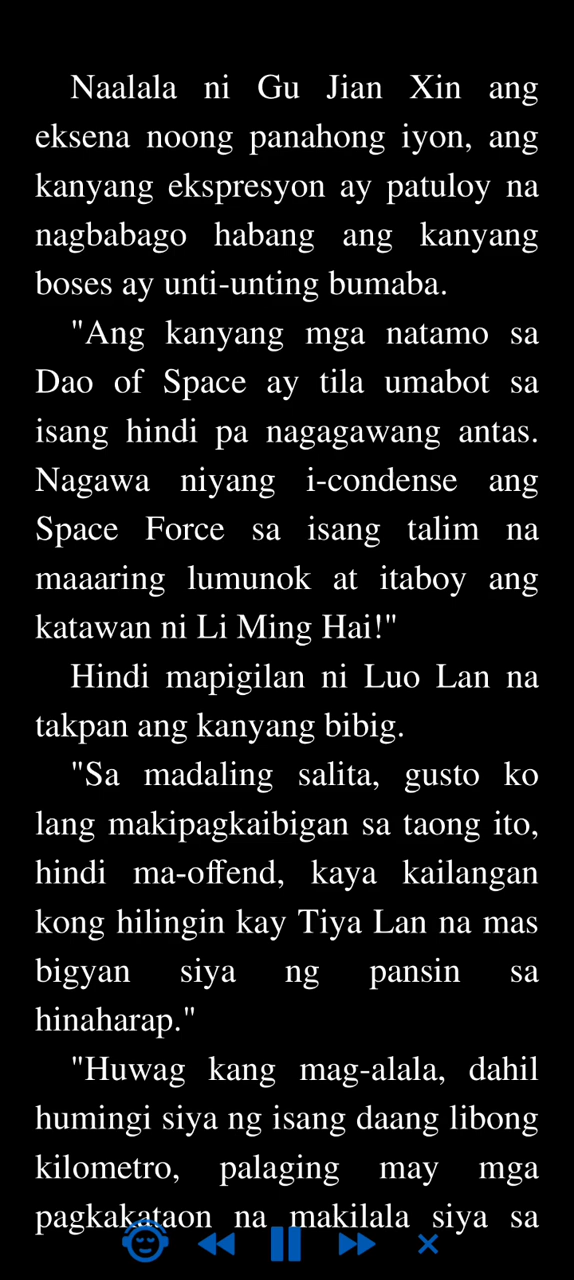 Naalala ni Gu Jian Xin ang
eksena noong panahong iyon, ang
kanyang ekspresyon ay patuloy na
nagbabago habang ang kanyang
boses ay unti-unting bumaba.
"Ang kanyang mga natamo sa
Dao of Space ay tila umabot sa
isang hindi pa nagagawang antas.
Nagawa niyang i-condense ang
Space Force sa isang talim na
maaaring lumunok at itaboy ang
katawan ni Li Ming Hai!"
Hindi mapigilan ni Luo Lan na
takpan ang kanyang bibig.
"Sa madaling salita, gusto ko
lang makipagkaibigan sa taong ito,
hindi ma-offend, kaya kailangan
kong hilingin kay Tiya Lan na mas
bigyan siya ng pansin sa
hinaharap."
"Huwag kang mag-alala, dahil
humingi siya ng isang daang libong
kilometro, palaging may mga
pagkakataon na makilala siya sa